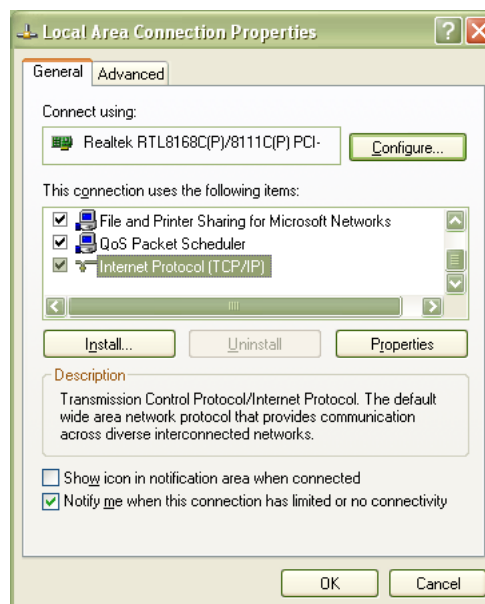 Local Area Connection Properties
General
Advanced
Connect using:
Realtek RTL8168C(P)/8111C(P) PCI-
Configure...
This connection uses the following items:
File and Printer Sharing for Microsoft Networks
QoS Packet Scheduler
Internet Protocol (TCP/IP)
Install...
Uninstall
Properties
Description
Transmission Control Protocol/Internet Protocol. The default
wide area network protocol that provides communication
across diverse interconnected networks.
Show icon in notification area when connected
Notify me when this connection has limited or no connectivity
OK
Cancel